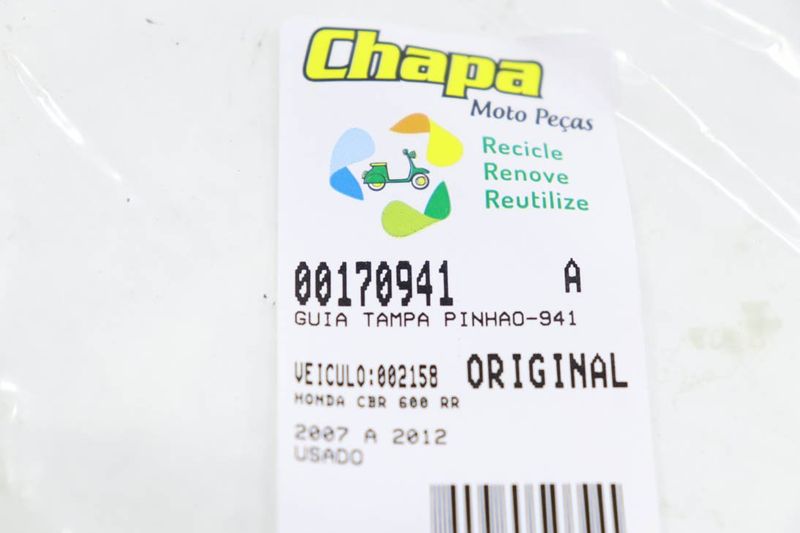 Chapa
Moto Peças
Recicle
Renove
Reutilize
00170941 A
GUIA TAMPA PINHAO-941
VEICULO:002158 ORIGINAL
HONDA CBR 600 RR
2007 A 2012
USADO